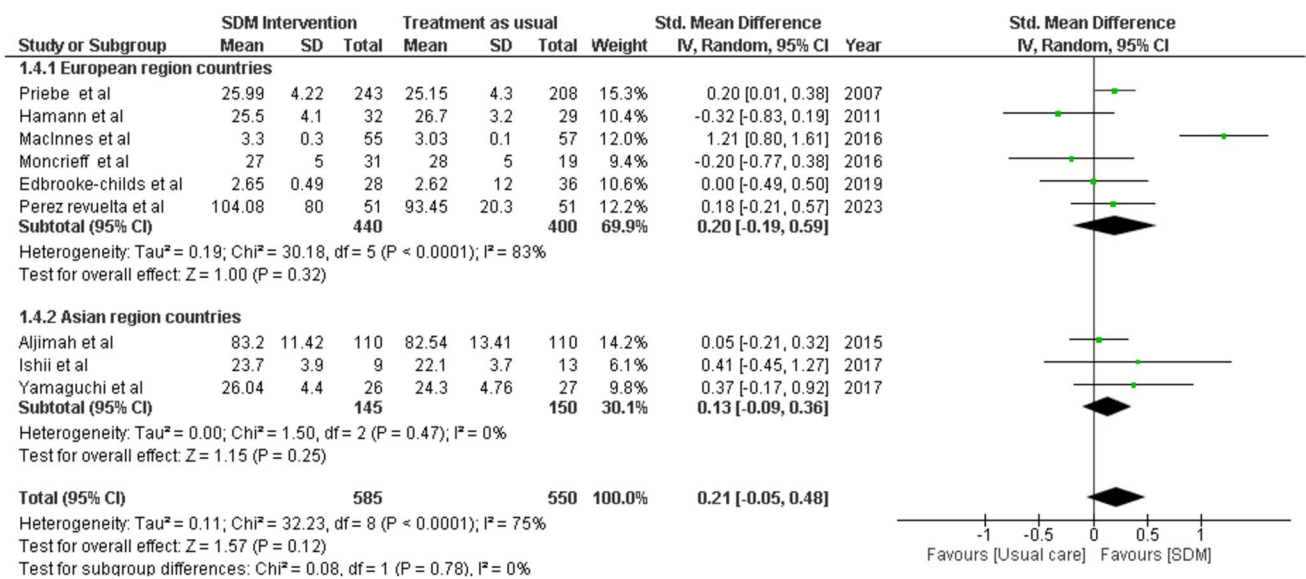 SDM Intervention Treatment as usual Std. Mean Difference Std. Mean Difference
Study or Subgroup Mean SD Total Mean SD Total Weight IV, Random, 95% CI Year IV, Random, 95% CI
1.4.1 European region countries
Priebe et al 25.99 4.22 243 25.15 4.3 208 15.3% 0.20 [0.01, 0.38] 2007
Hamann et al 25.5 4.1 32 26.7 3.2 29 10.4% -0.32 [-0.83, 0.19] 2011
MacInnes et al 3.3 0.3 55 3.03 0.1 57 12.0% 1.21 [0.80, 1.61] 2016
Moncrieff et al 27 5 31 28 5 19 9.4% -0.20 [-0.77, 0.38] 2016
Edbrooke-childs et al 2.65 0.49 28 2.62 12 36 10.6% 0.00 [-0.49, 0.50] 2019
Perez revuelta et al 104.08 80 51 93.45 20.3 51 12.2% 0.18 [-0.21, 0.57] 2023
Subtotal (95% CI) 440 400 69.9% 0.20 [-0.19, 0.59]
Heterogeneity: Tau² = 0.19; Chi² = 30.18, df = 5 (P < 0.0001); I² = 83%
Test for overall effect: Z = 1.00 (P = 0.32)
1.4.2 Asian region countries
Aljimah et al 83.2 11.42 110 82.54 13.41 110 14.2% 0.05 [-0.21, 0.32] 2015
Ishii et al 23.7 3.9 9 22.1 3.7 13 6.1% 0.41 [-0.45, 1.27] 2017
Yamaguchi et al 26.04 4.4 26 24.3 4.76 27 9.8% 0.37 [-0.17, 0.92] 2017
Subtotal (95% CI) 145 150 30.1% 0.13 [-0.09, 0.36]
Heterogeneity: Tau² = 0.00; Chi² = 1.50, df = 2 (P = 0.47); I² = 0%
Test for overall effect: Z = 1.15 (P = 0.25)
Total (95% CI) 585 550 100.0% 0.21 [-0.05, 0.48]
Heterogeneity: Tau² = 0.11; Chi² = 32.23, df = 8 (P < 0.0001); I² = 75%
Test for overall effect: Z = 1.57 (P = 0.12)
Test for subgroup differences: Chi² = 0.08, df = 1 (P = 0.78), I² = 0%
-1 -0.5 0 0.5 1
Favours [Usual care] Favours [SDM]